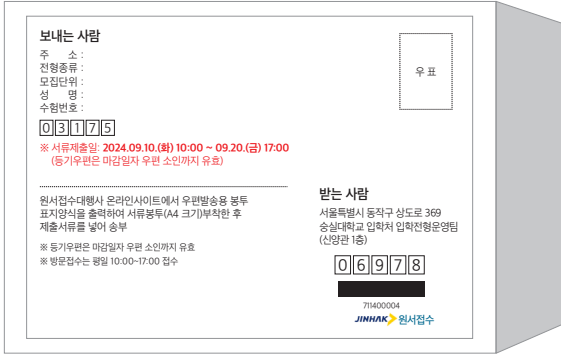 보내는 사람
주 소 :
전형종류 :
모집단위 :
성 명 :
수험번호 :
03175
※ 서류제출일: 2024.09.10.(화) 10:00 ~ 09.20.(금) 17:00
(등기우편은 마감일자 우편 소인까지 유효)
우 표
원서접수대행사 온라인사이트에서 우편발송용 봉투
표지양식을 출력하여 서류봉투(A4 크기)부착한 후
제출서류를 넣어 송부
※ 등기우편은 마감일자 우편 소인까지 유효
※ 방문접수는 평일 10:00~17:00 접수
받는 사람
서울특별시 동작구 상도로 369
숭실대학교 입학처 입학전형운영팀
(신양관 1층)
06978
711400004
JINHAK 원서접수